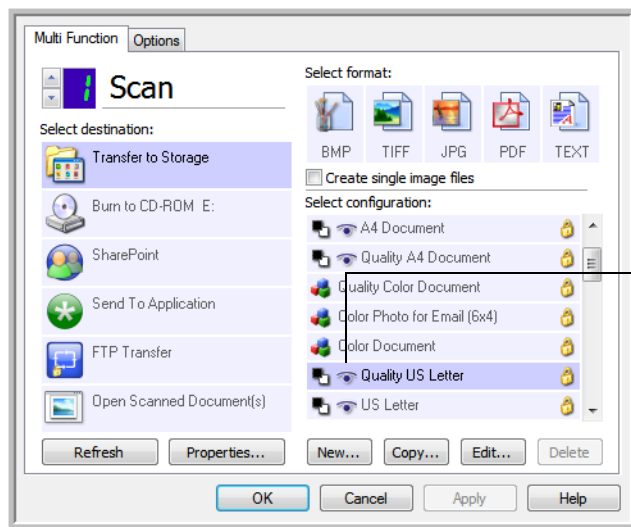 Multi Function
Options
1
Scan
Select destination:
Transfer to Storage
Burn to CD-ROM E:
SharePoint
Send To Application
FTP Transfer
Open Scanned Document(s)
Select format:
BMP TIFF JPG PDF TEXT
Create single image files
Select configuration:
A4 Document
Quality A4 Document
Quality Color Document
Color Photo for Email (6x4)
Color Document
Quality US Letter
US Letter
Refresh Properties... New... Copy... Edit... Delete
OK Cancel Apply Help